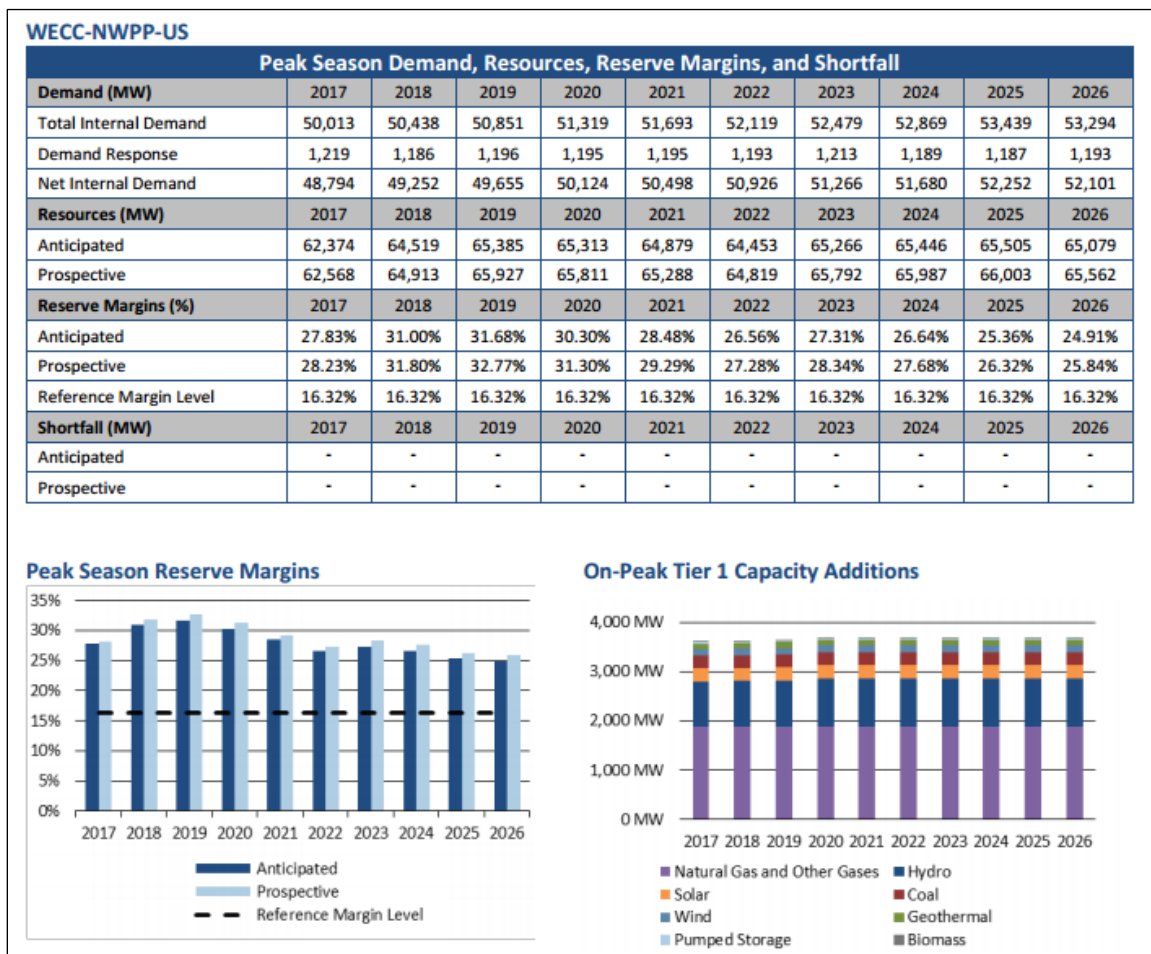 WECC-NWPP-US
Peak Season Demand, Resources, Reserve Margins, and Shortfall
Demand (MW) 2017 2018 2019 2020 2021 2022 2023 2024 2025 2026
Total Internal Demand 50,013 50,438 50,851 51,319 51,693 52,119 52,479 52,869 53,439 53,294
Demand Response 1,219 1,186 1,196 1,195 1,195 1,193 1,213 1,189 1,187 1,193
Net Internal Demand 48,794 49,252 49,655 50,124 50,498 50,926 51,266 51,680 52,252 52,101
Resources (MW) 2017 2018 2019 2020 2021 2022 2023 2024 2025 2026
Anticipated 62,374 64,519 65,385 65,313 64,879 64,453 65,266 65,446 65,505 65,079
Prospective 62,568 64,913 65,927 65,811 65,288 64,819 65,792 65,987 66,003 65,562
Reserve Margins (%) 2017 2018 2019 2020 2021 2022 2023 2024 2025 2026
Anticipated 27.83% 31.00% 31.68% 30.30% 28.48% 26.56% 27.31% 26.64% 25.36% 24.91%
Prospective 28.23% 31.80% 32.77% 31.30% 29.29% 27.28% 28.34% 27.68% 26.32% 25.84%
Reference Margin Level 16.32% 16.32% 16.32% 16.32% 16.32% 16.32% 16.32% 16.32% 16.32% 16.32%
Shortfall (MW) 2017 2018 2019 2020 2021 2022 2023 2024 2025 2026
Anticipated - - - - - - - - - -
Prospective - - - - - - - - - -
Peak Season Reserve Margins
35%
30%
25%
20%
15%
10%
5%
0%
2017 2018 2019 2020 2021 2022 2023 2024 2025 2026
Anticipated
Prospective
Reference Margin Level
On-Peak Tier 1 Capacity Additions
4,000 MW
3,000 MW
2,000 MW
1,000 MW
0 MW
2017 2018 2019 2020 2021 2022 2023 2024 2025 2026
Natural Gas and Other Gases Hydro
Solar Coal
Wind Geothermal
Pumped Storage Biomass